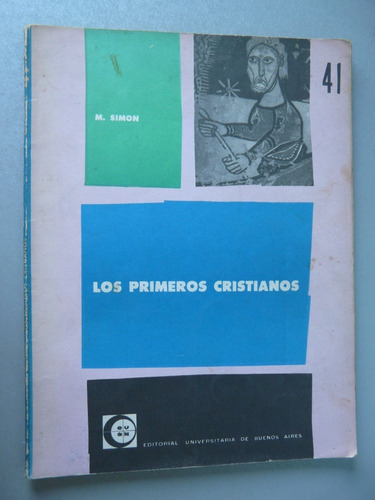 M. SIMON
41
LOS PRIMEROS CRISTIANOS
EDITORIAL UNIVERSITARIA DE BUENOS AIRES